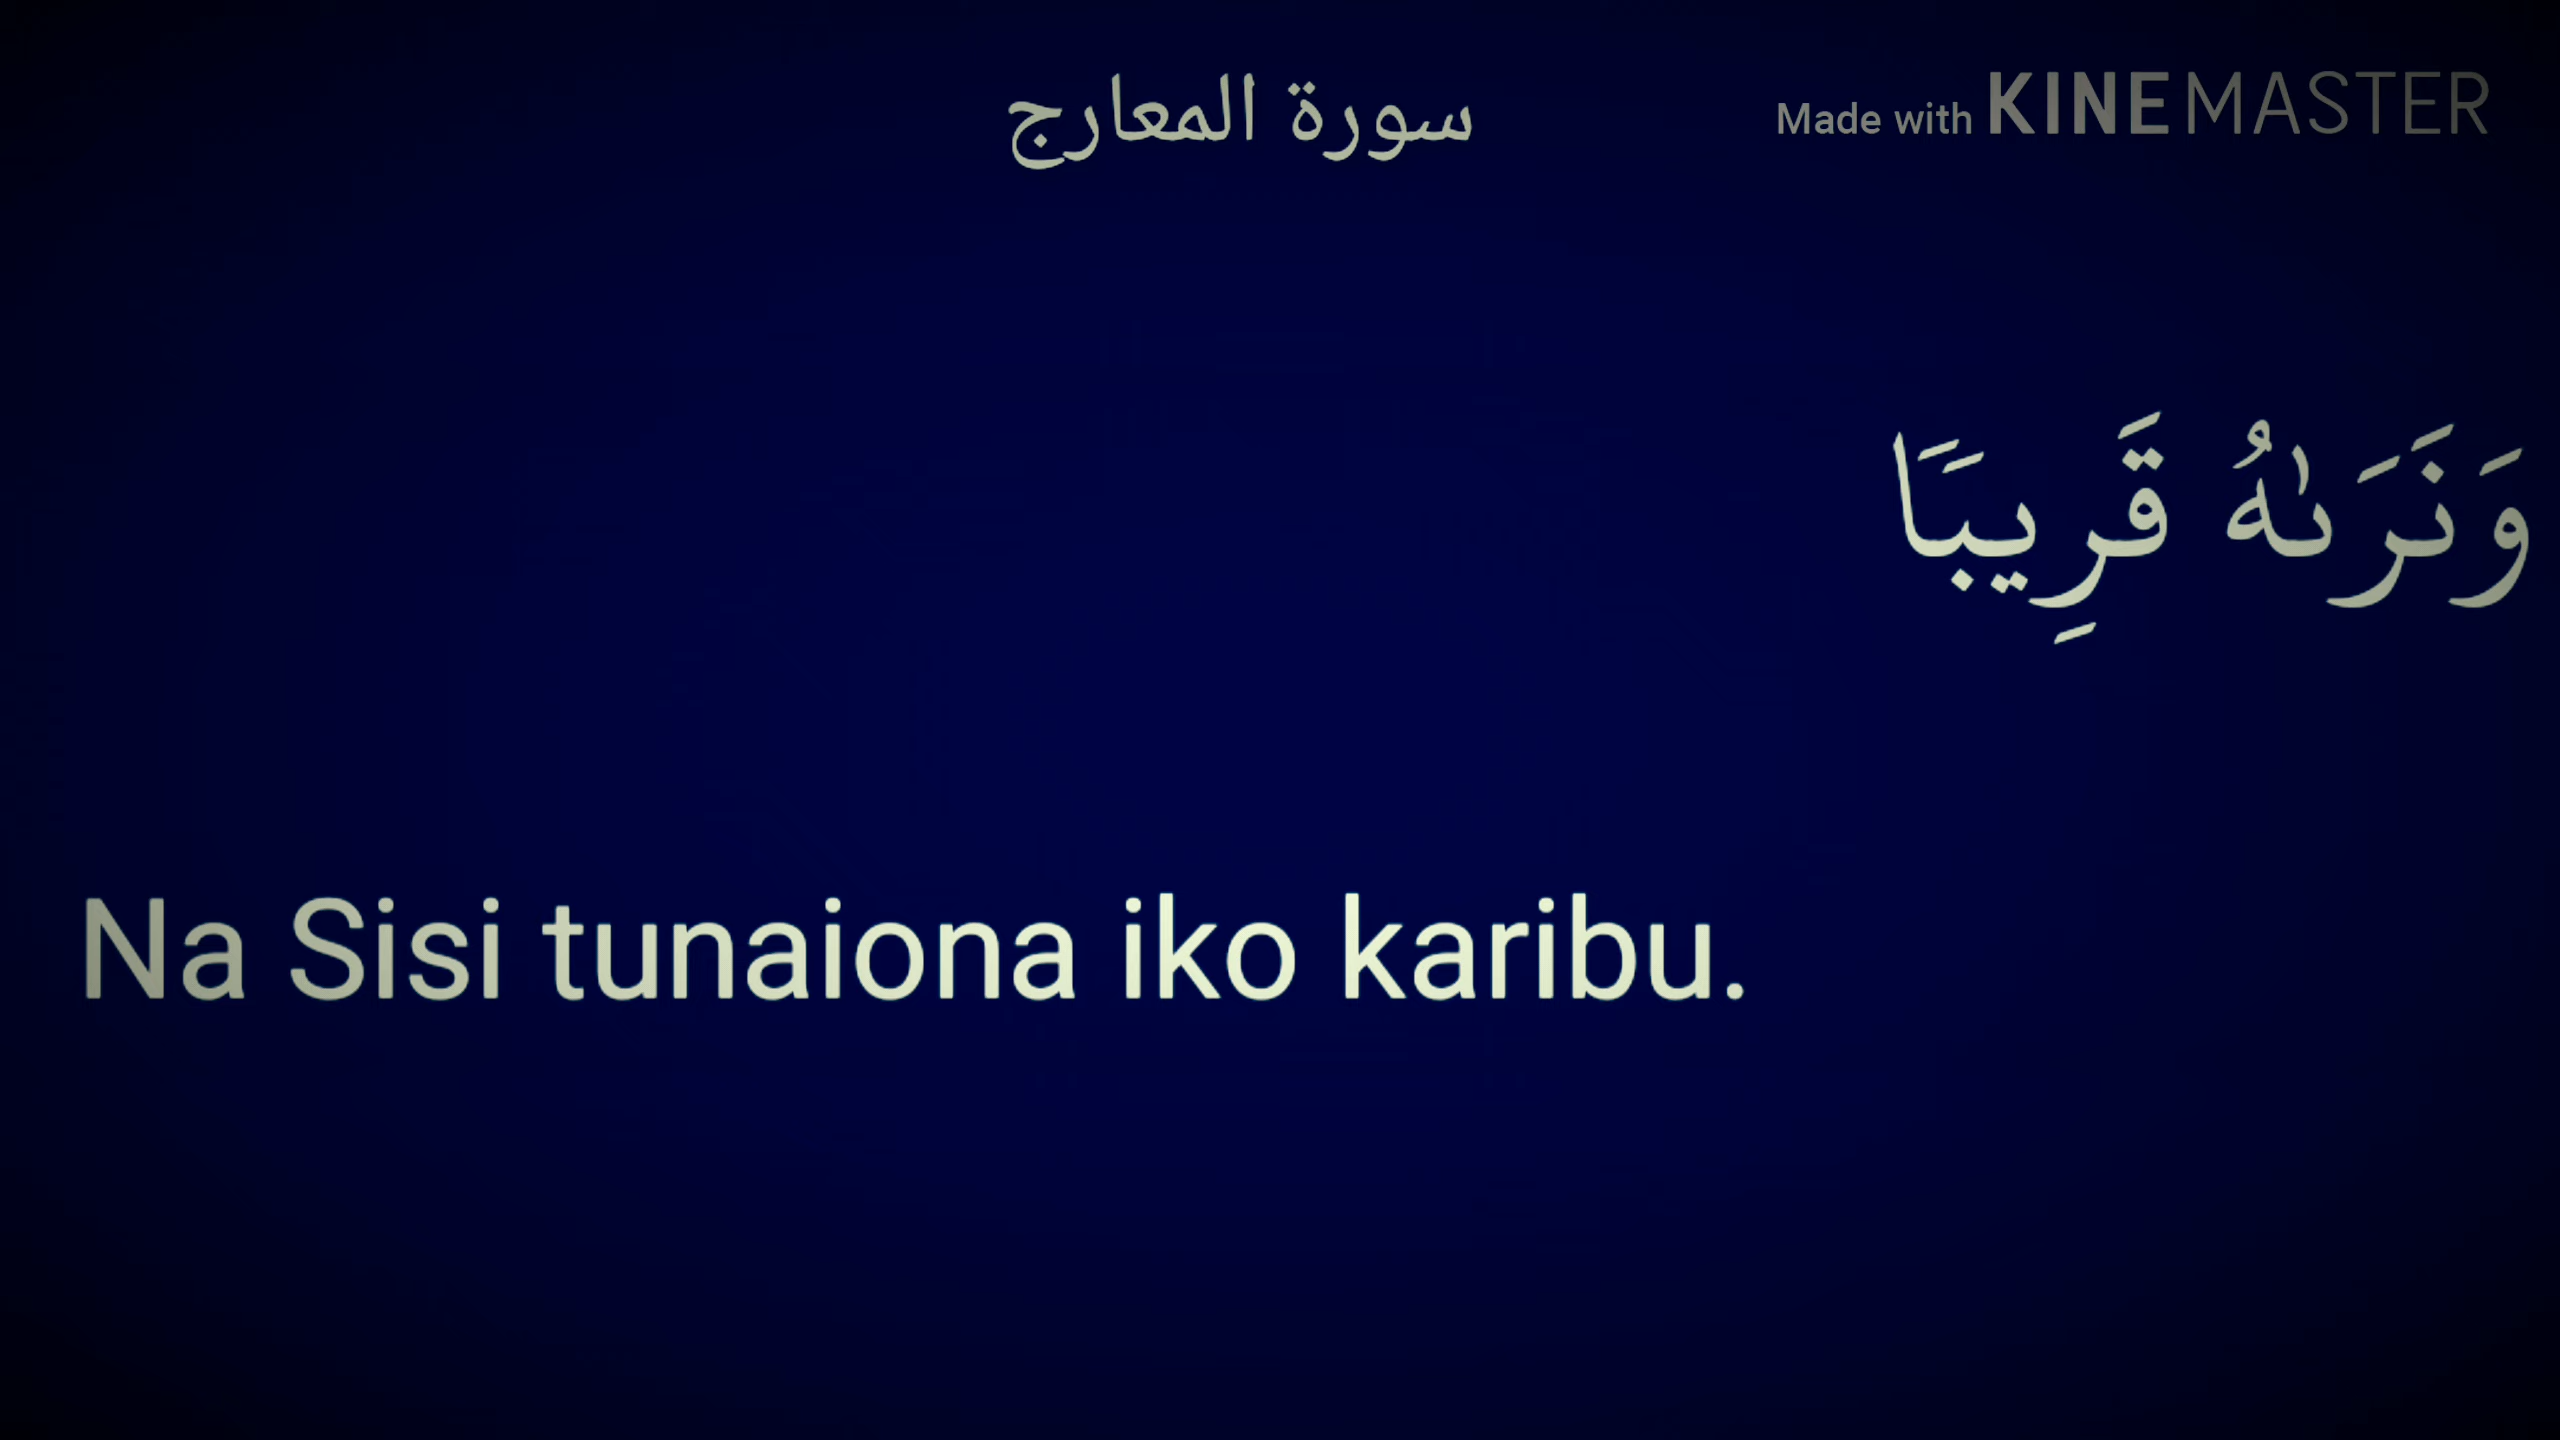 سورة المعارج
Made with KINEMASTER
وَنَرَىٰهُ قَرِيبًا
Na Sisi tunaiona iko karibu.